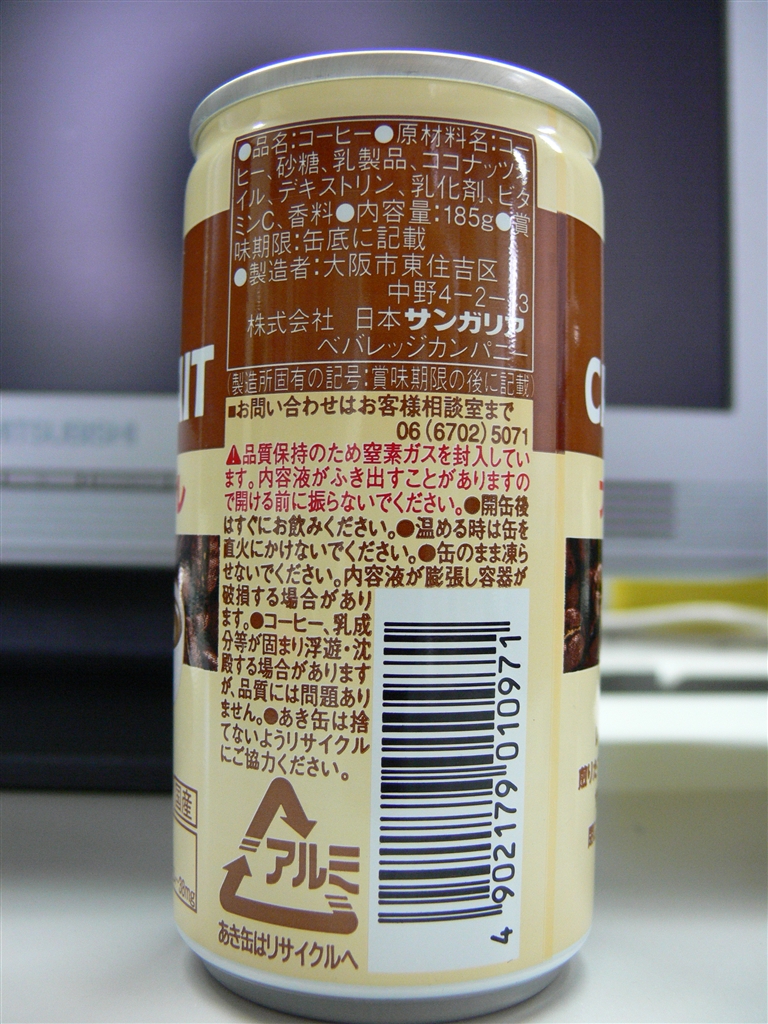 ●品名:コーヒー●原材料名:コー
ヒー、砂糖、乳製品、ココナッツオ
イル、デキストリン、乳化剤、ビタ
ミンC、香料●内容量:185g●賞
味期限:缶底に記載
●製造者:大阪市東住吉区
中野4-2-13
株式会社 日本サンガリア
ベバレッジカンパニー
(製造所固有の記号:賞味期限の後に記載)
■お問い合わせはお客様相談室まで
06(6702)5071
⚠品質保持のため窒素ガスを封入してい
ます。内容液がふき出すことがありますの
で開ける前に振らないでください。●開缶後
はすぐにお飲みください。●温める時は缶を
直火にかけないでください。●缶のまま凍ら
せないでください。内容液が膨張し容器が
破損する場合があり
ます。●コーヒー、乳成
分等が固まり浮遊・沈
殿する場合があります
が、品質には問題あり
ません。●あき缶は捨
てないようリサイクル
にご協力ください。
アルミ
あき缶はリサイクルへ
4 902179 010971
MITSUBISHI